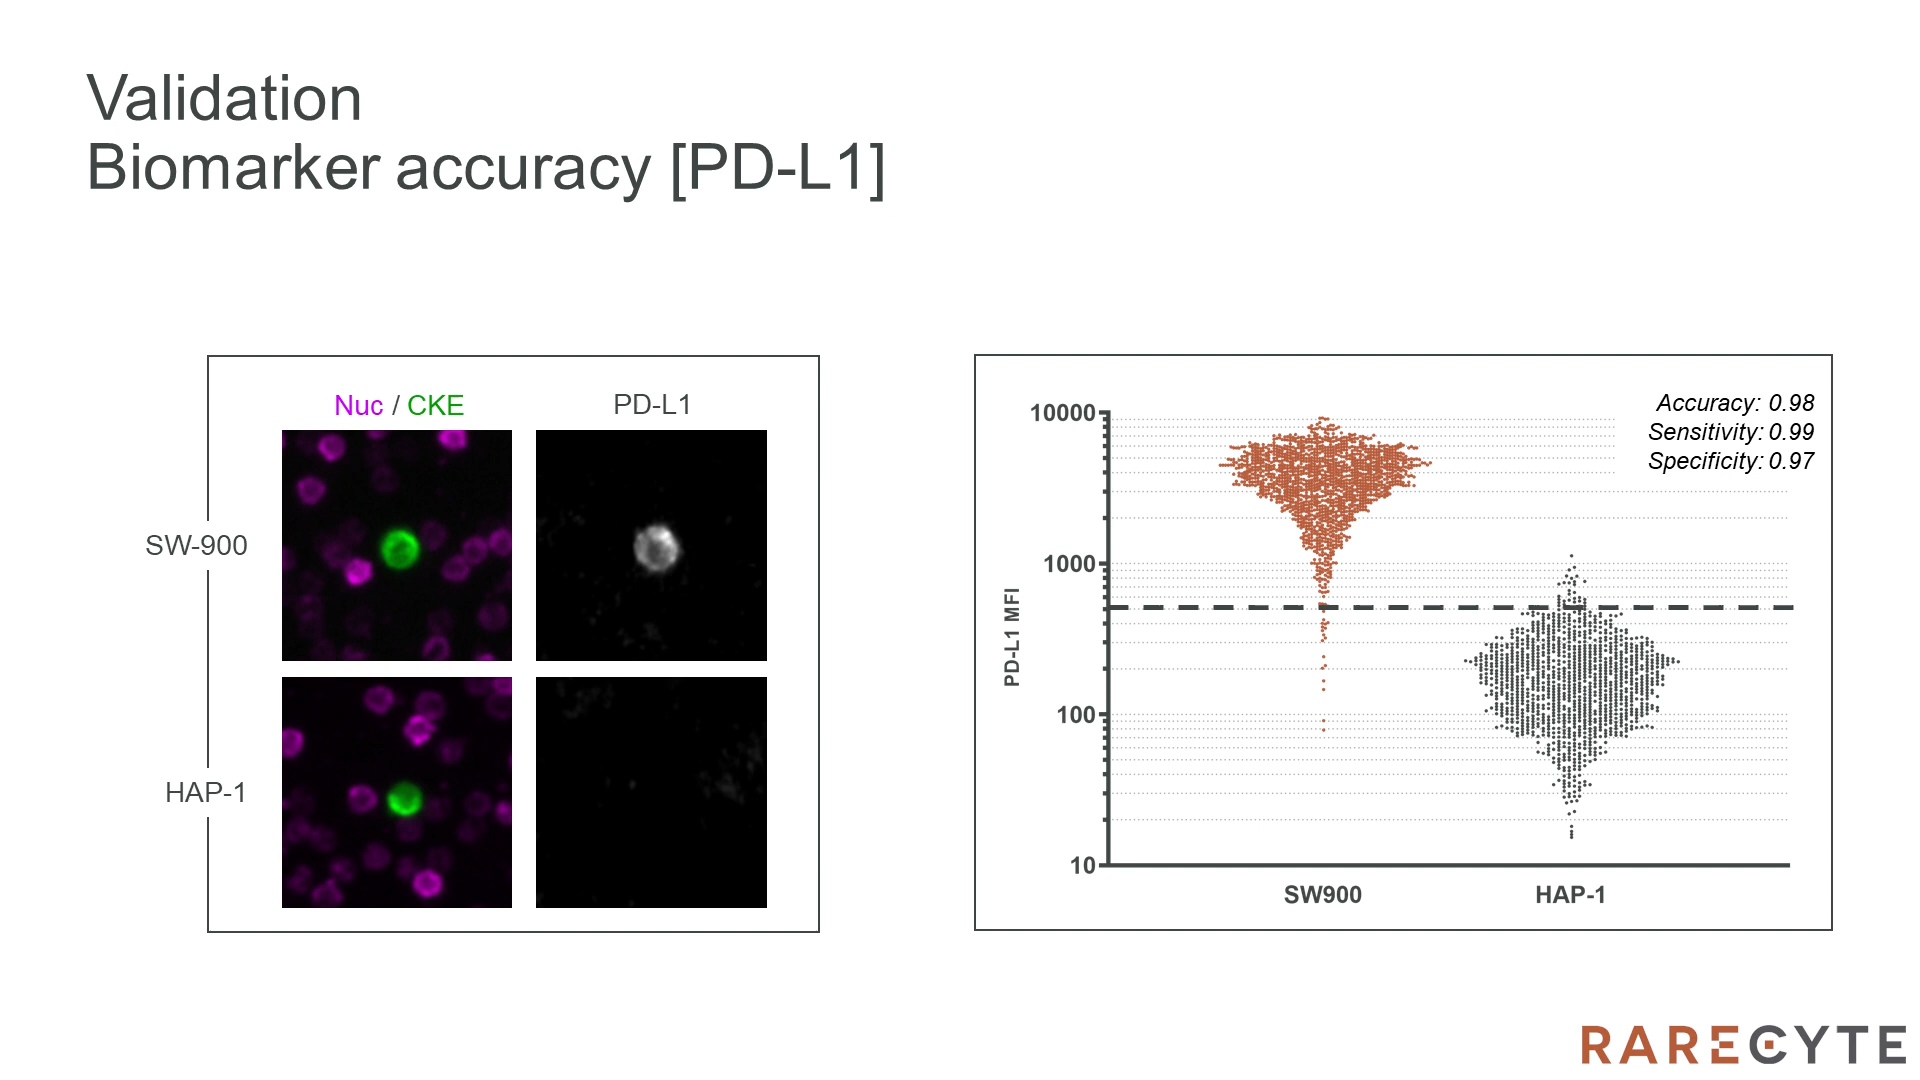 Validation
Biomarker accuracy [PD-L1]
Nuc / CKE
PD-L1
SW-900
HAP-1
Accuracy: 0.98
Sensitivity: 0.99
Specificity: 0.97
10000
1000
100
10
PD-L1 MFI
SW900
HAP-1
RARECYTE